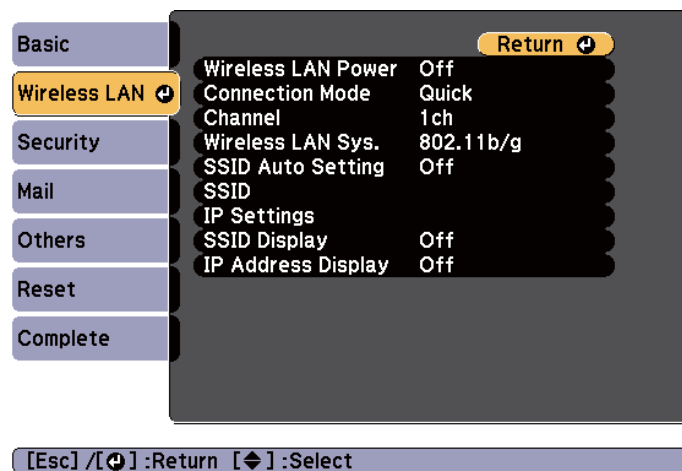 Basic
Wireless LAN
Security
Mail
Others
Reset
Complete
Return
Wireless LAN Power Off
Connection Mode Quick
Channel 1ch
Wireless LAN Sys. 802.11b/g
SSID Auto Setting Off
SSID
IP Settings
SSID Display Off
IP Address Display Off
[Esc] /[⏎] :Return [◆] :Select